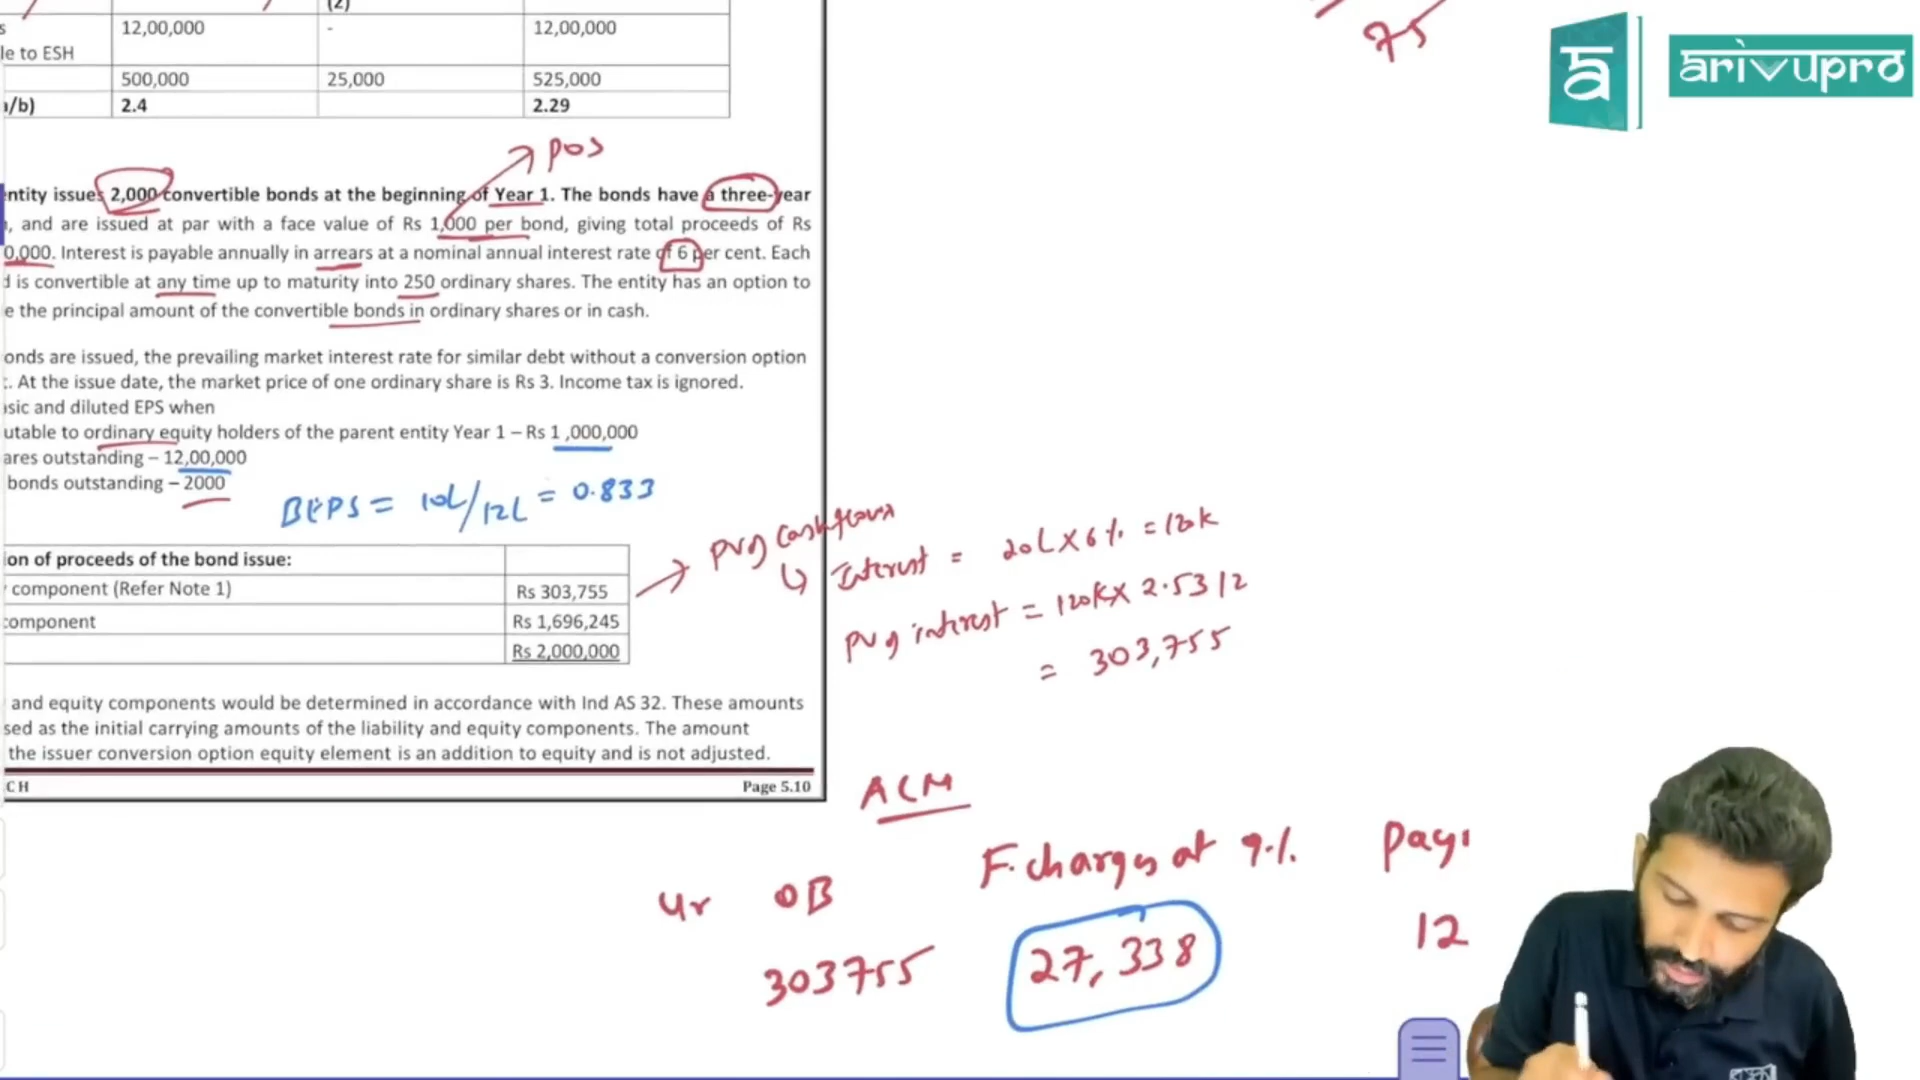 (2)
s 12,00,000 - 12,00,000
le to ESH
500,000 25,000 525,000
a/b) 2.4 2.29
75
arivupro
pos
entity issues 2,000 convertible bonds at the beginning of Year 1. The bonds have a three-year
, and are issued at par with a face value of Rs 1,000 per bond, giving total proceeds of Rs
0,000. Interest is payable annually in arrears at a nominal annual interest rate of 6 per cent. Each
d is convertible at any time up to maturity into 250 ordinary shares. The entity has an option to
e the principal amount of the convertible bonds in ordinary shares or in cash.
onds are issued, the prevailing market interest rate for similar debt without a conversion option
t. At the issue date, the market price of one ordinary share is Rs 3. Income tax is ignored.
asic and diluted EPS when
utable to ordinary equity holders of the parent entity Year 1 – Rs 1 ,000,000
ares outstanding – 12,00,000
bonds outstanding – 2000
BEPS = 10L/12L = 0.833
ion of proceeds of the bond issue:
component (Refer Note 1) Rs 303,755
component Rs 1,696,245
Rs 2,000,000
PV of cashflows
Interest = 20L X 6% = 120K
PV of interest = 120K X 2.5312
= 303,755
and equity components would be determined in accordance with Ind AS 32. These amounts
sed as the initial carrying amounts of the liability and equity components. The amount
the issuer conversion option equity element is an addition to equity and is not adjusted.
CH Page 5.10
ACM
Yr OB F. charges at 9.% Pay
303755 27,338 12